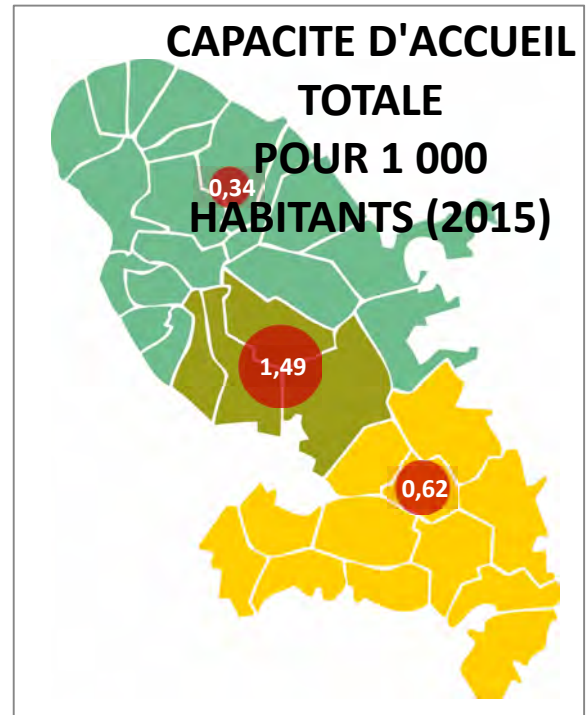 CAPACITE D'ACCUEIL
TOTALE
POUR 1 000
0,34
HABITANTS (2015)
1,49
0,62